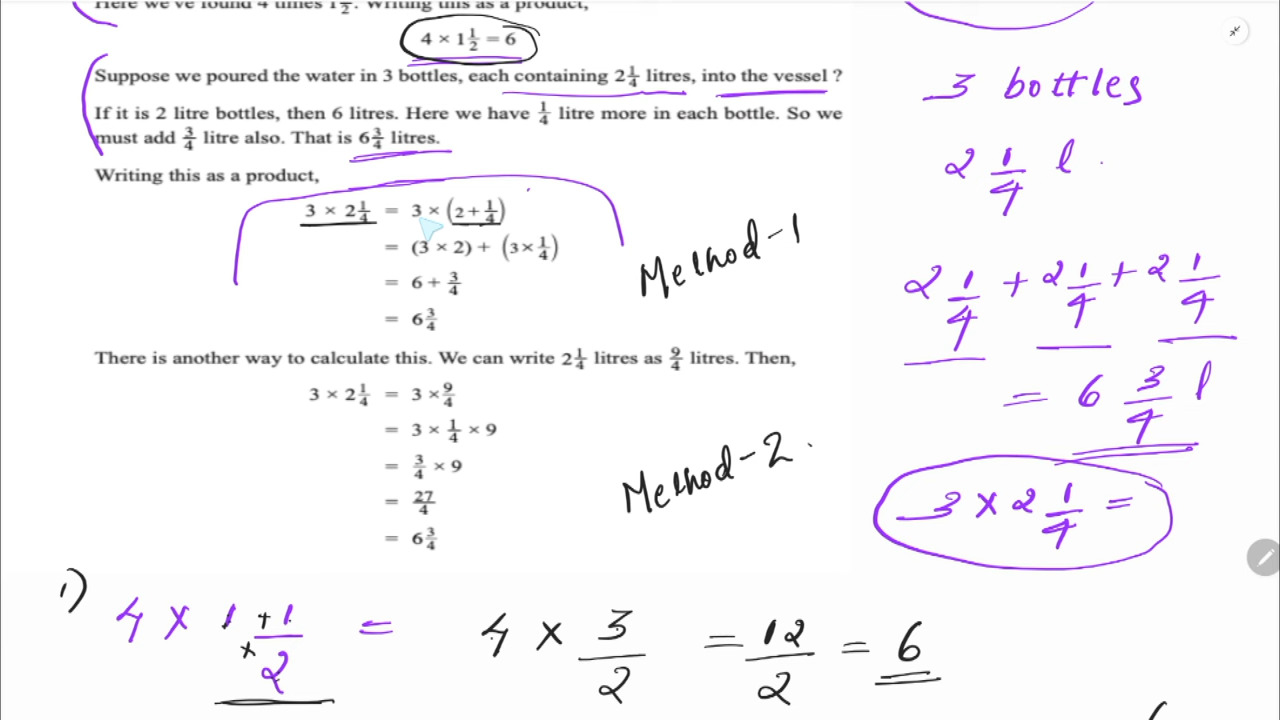 Here we've found 4 times 1½. Writing this as a product,
4 × 1½ = 6
Suppose we poured the water in 3 bottles, each containing 2¼ litres, into the vessel ?
If it is 2 litre bottles, then 6 litres. Here we have ¼ litre more in each bottle. So we
must add ¾ litre also. That is 6¾ litres.
Writing this as a product,
3 × 2¼ = 3 × (2 + ¼)
= (3 × 2) + (3 × ¼)
= 6 + ¾
= 6¾
Method-1
There is another way to calculate this. We can write 2¼ litres as 9/4 litres. Then,
3 × 2¼ = 3 × 9/4
= 3 × ¼ × 9
= ¾ × 9
= 27/4
= 6¾
Method-2
3 bottles
2 1/4 l
2 1/4 + 2 1/4 + 2 1/4
= 6 3/4 l
3 × 2 1/4 =
1) 4 × 1 + × 1/2 = 4 × 3/2 = 12/2 = 6